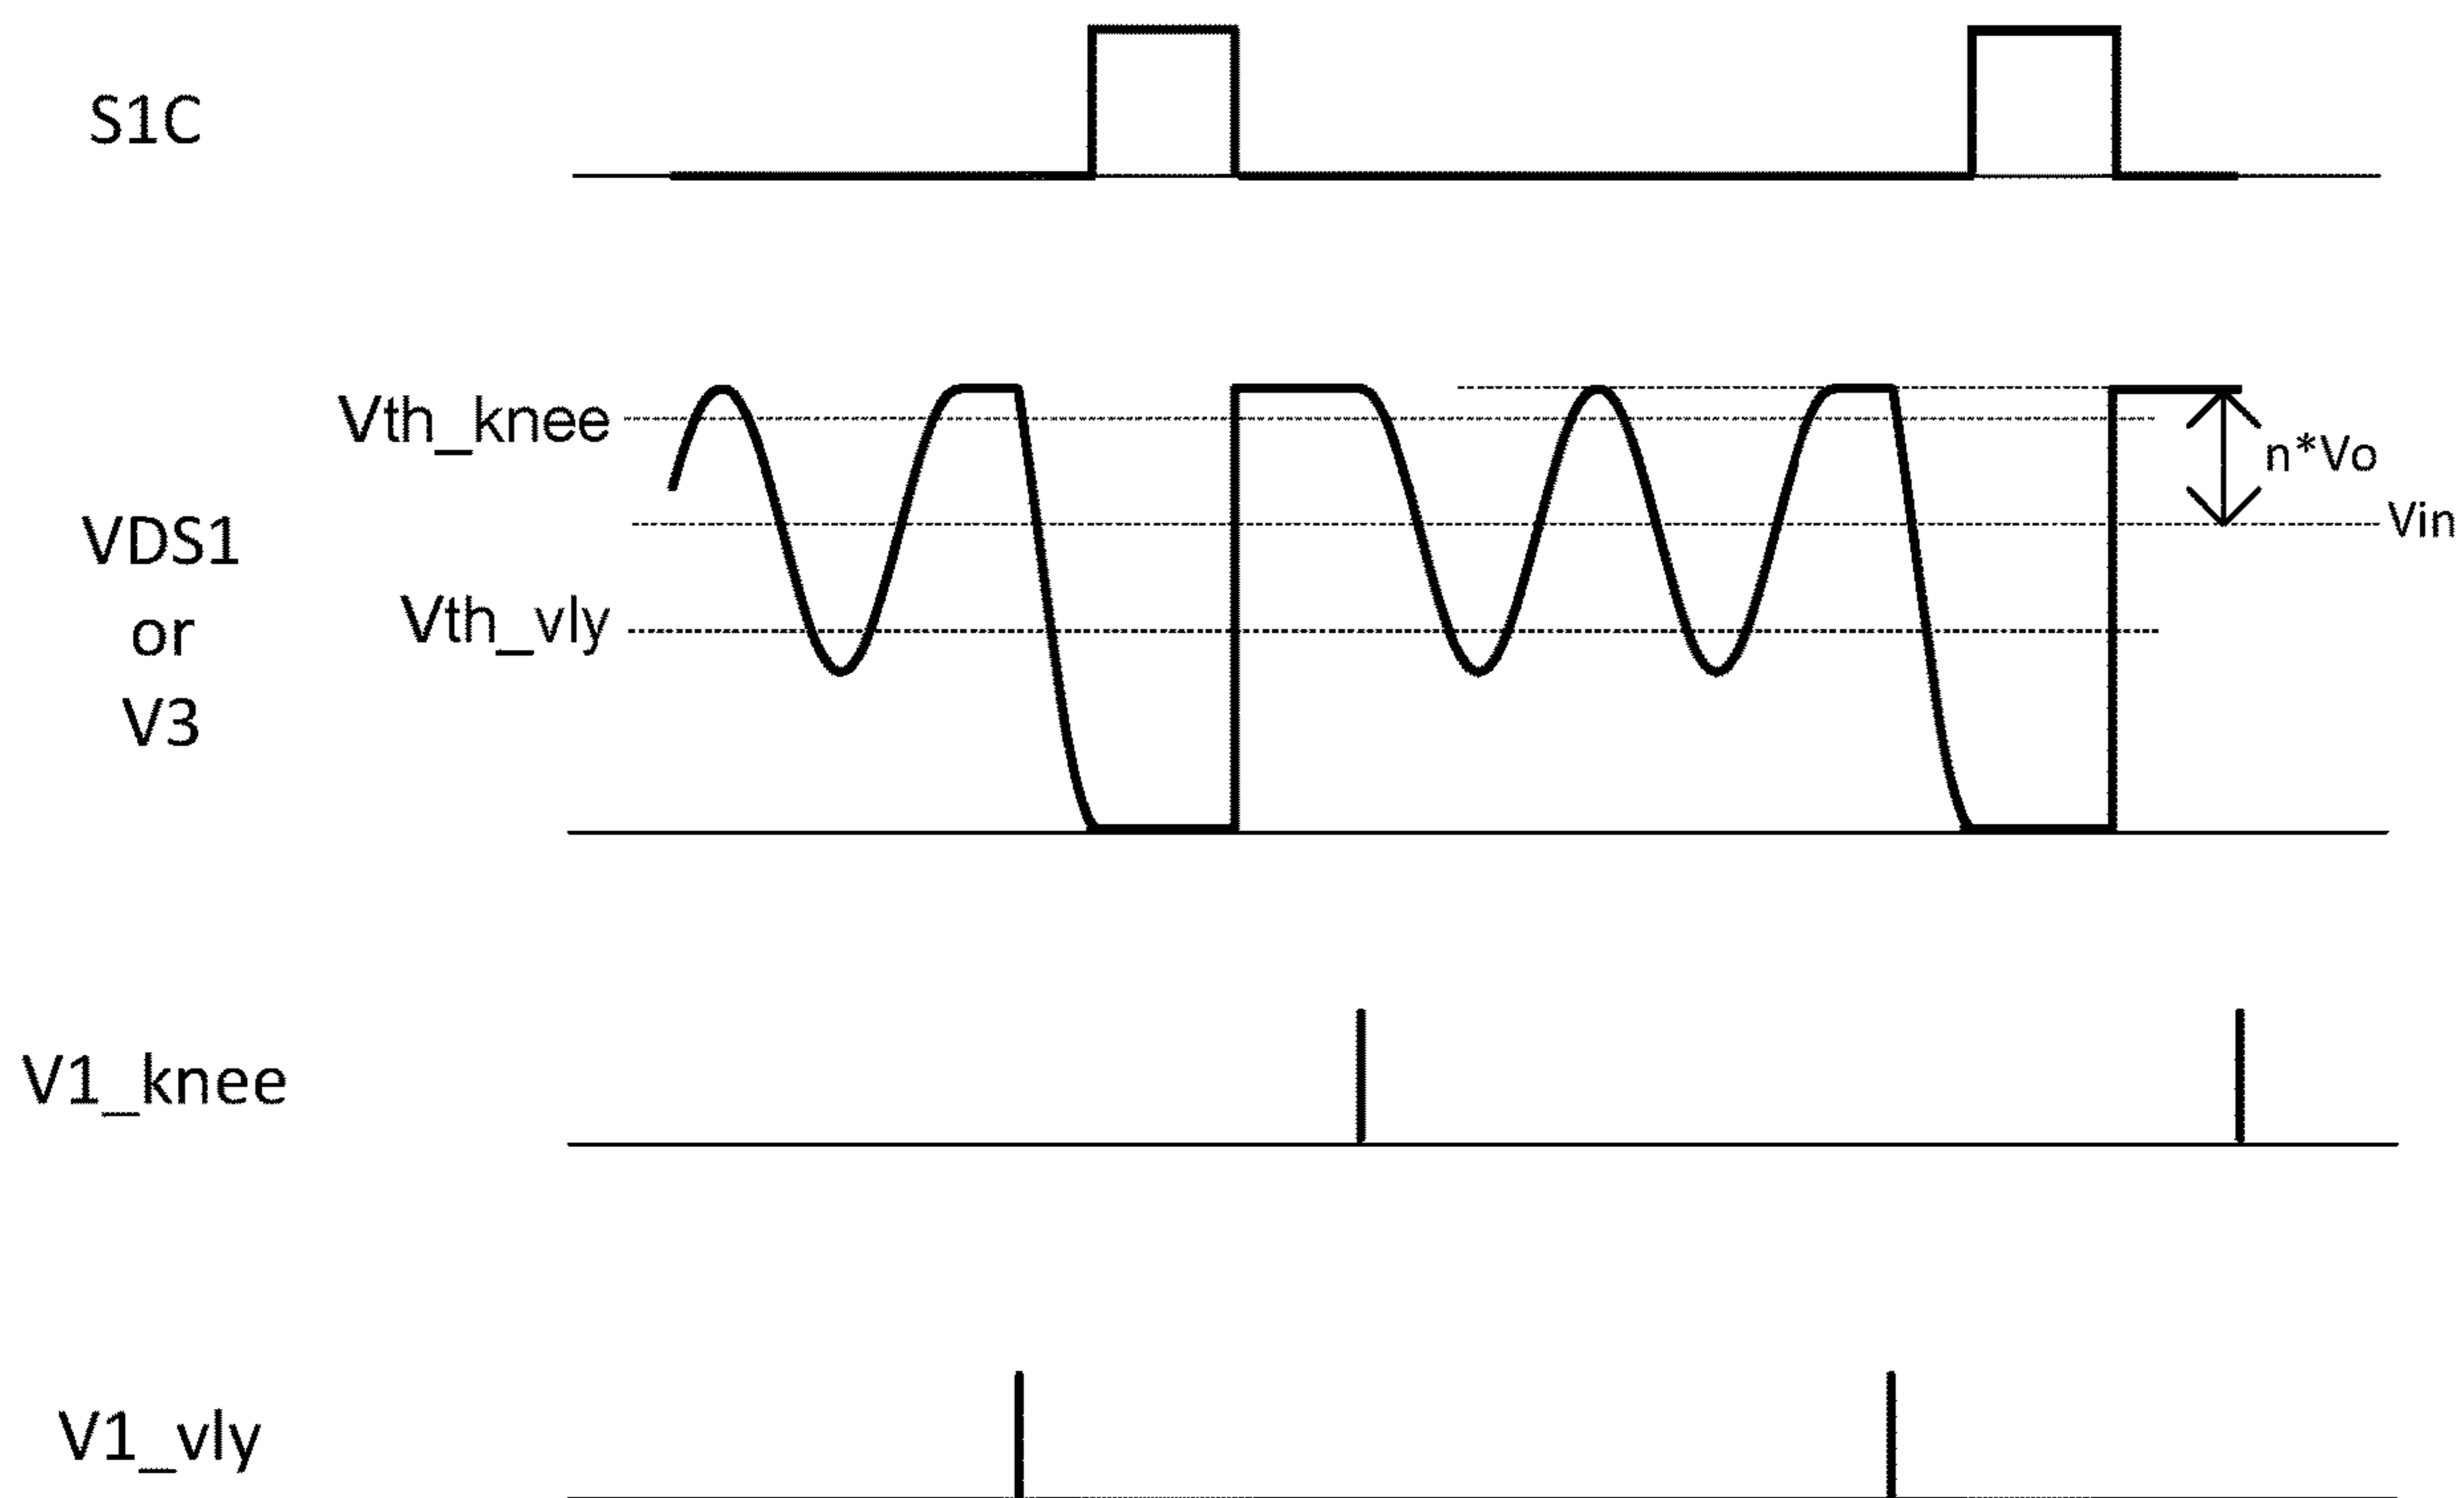 S1C
Vth_knee
n*Vo
Vin
VDS1
or
V3
Vth_vly
V1_knee
V1_vly